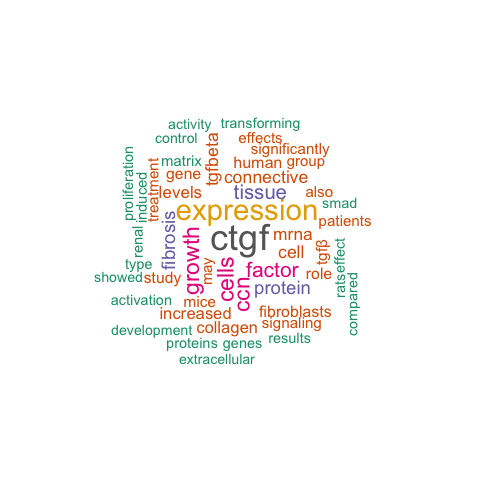 activity transforming
control effects
significantly
proliferation
matrix
tgfbeta
human group
gene
connective
induced
treatment
levels
tissue
also
smad
expression
patients
fibrosis
renal
growth
ctgf
mrna
tgfβ
effect
cell
type
may
cells
factor
role
rats
showed study
ccn
protein
compared
activation
mice
increased
fibroblasts
signaling
development
collagen
proteins genes
results
extracellular